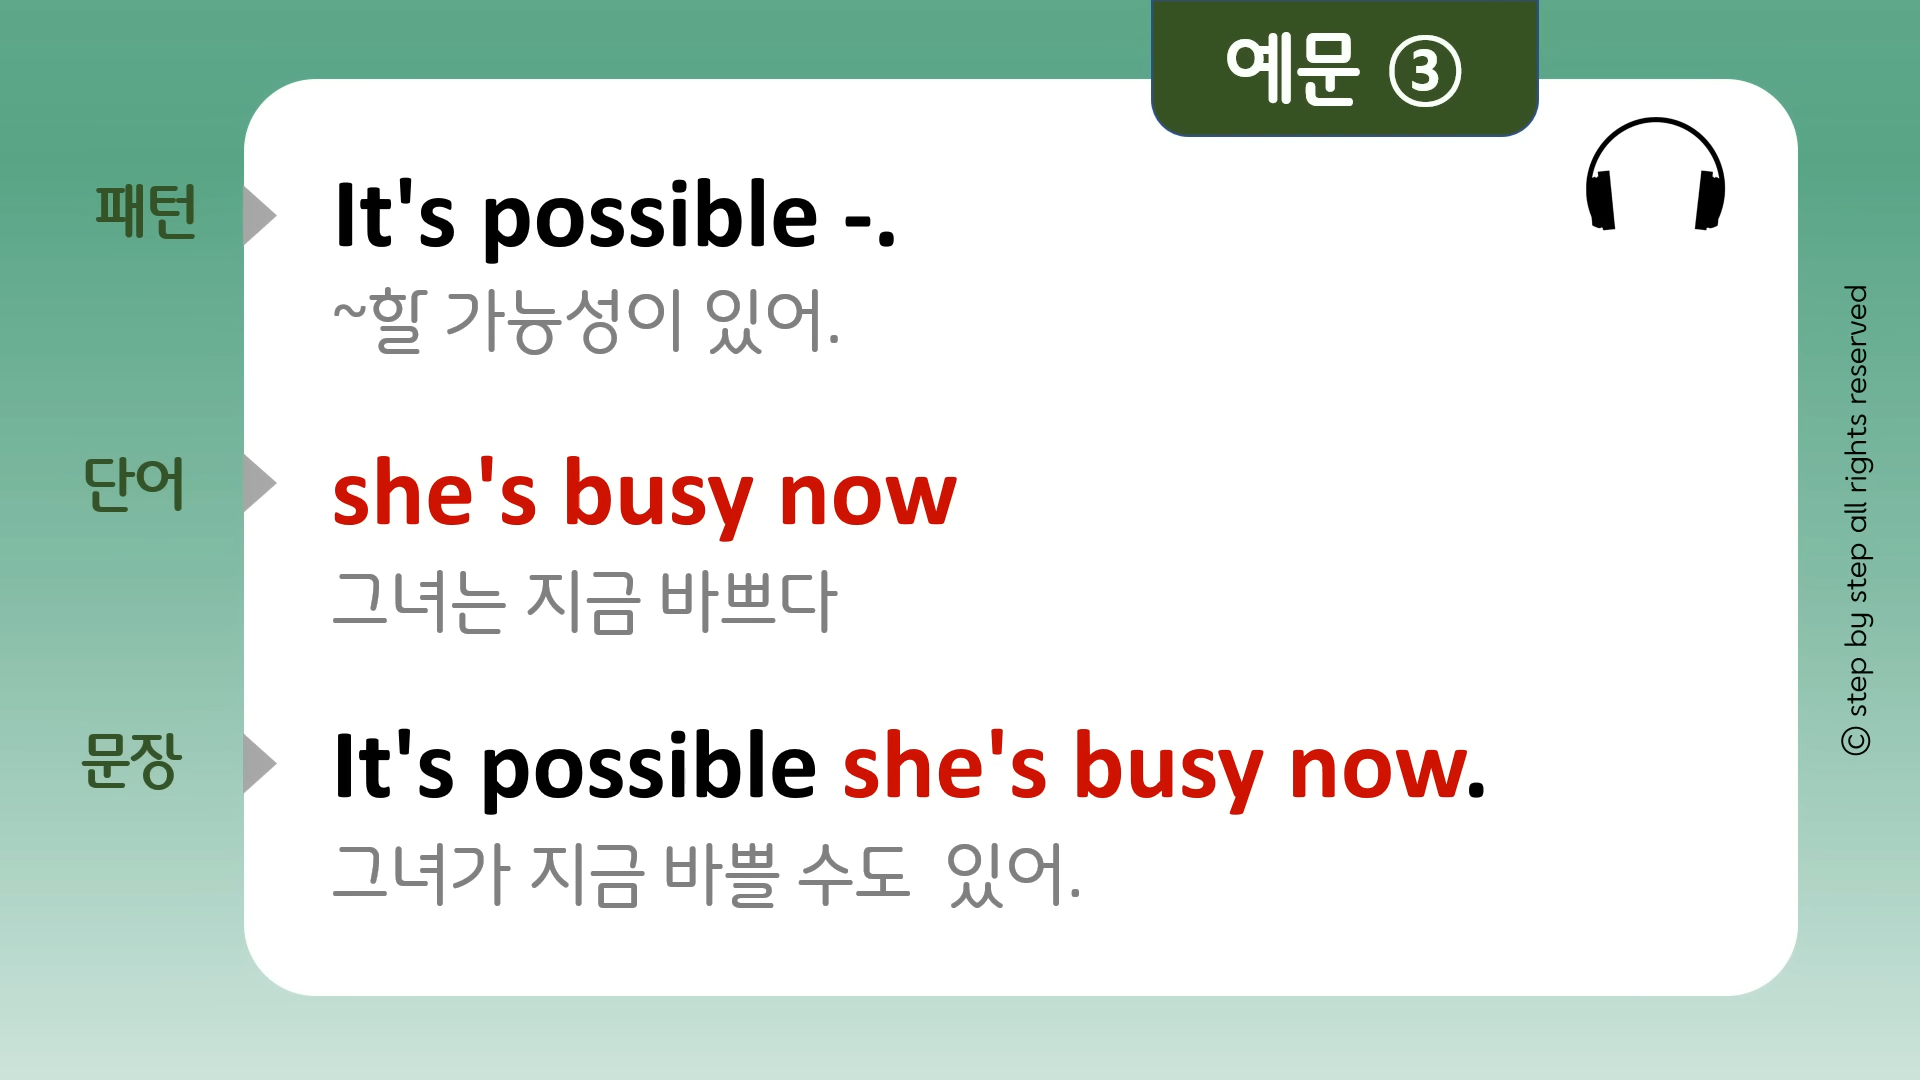 예문 ③
패턴
It's possible -.
~할 가능성이 있어.
단어
she's busy now
그녀는 지금 바쁘다
문장
It's possible she's busy now.
그녀가 지금 바쁠 수도  있어.
© step by step all rights reserved